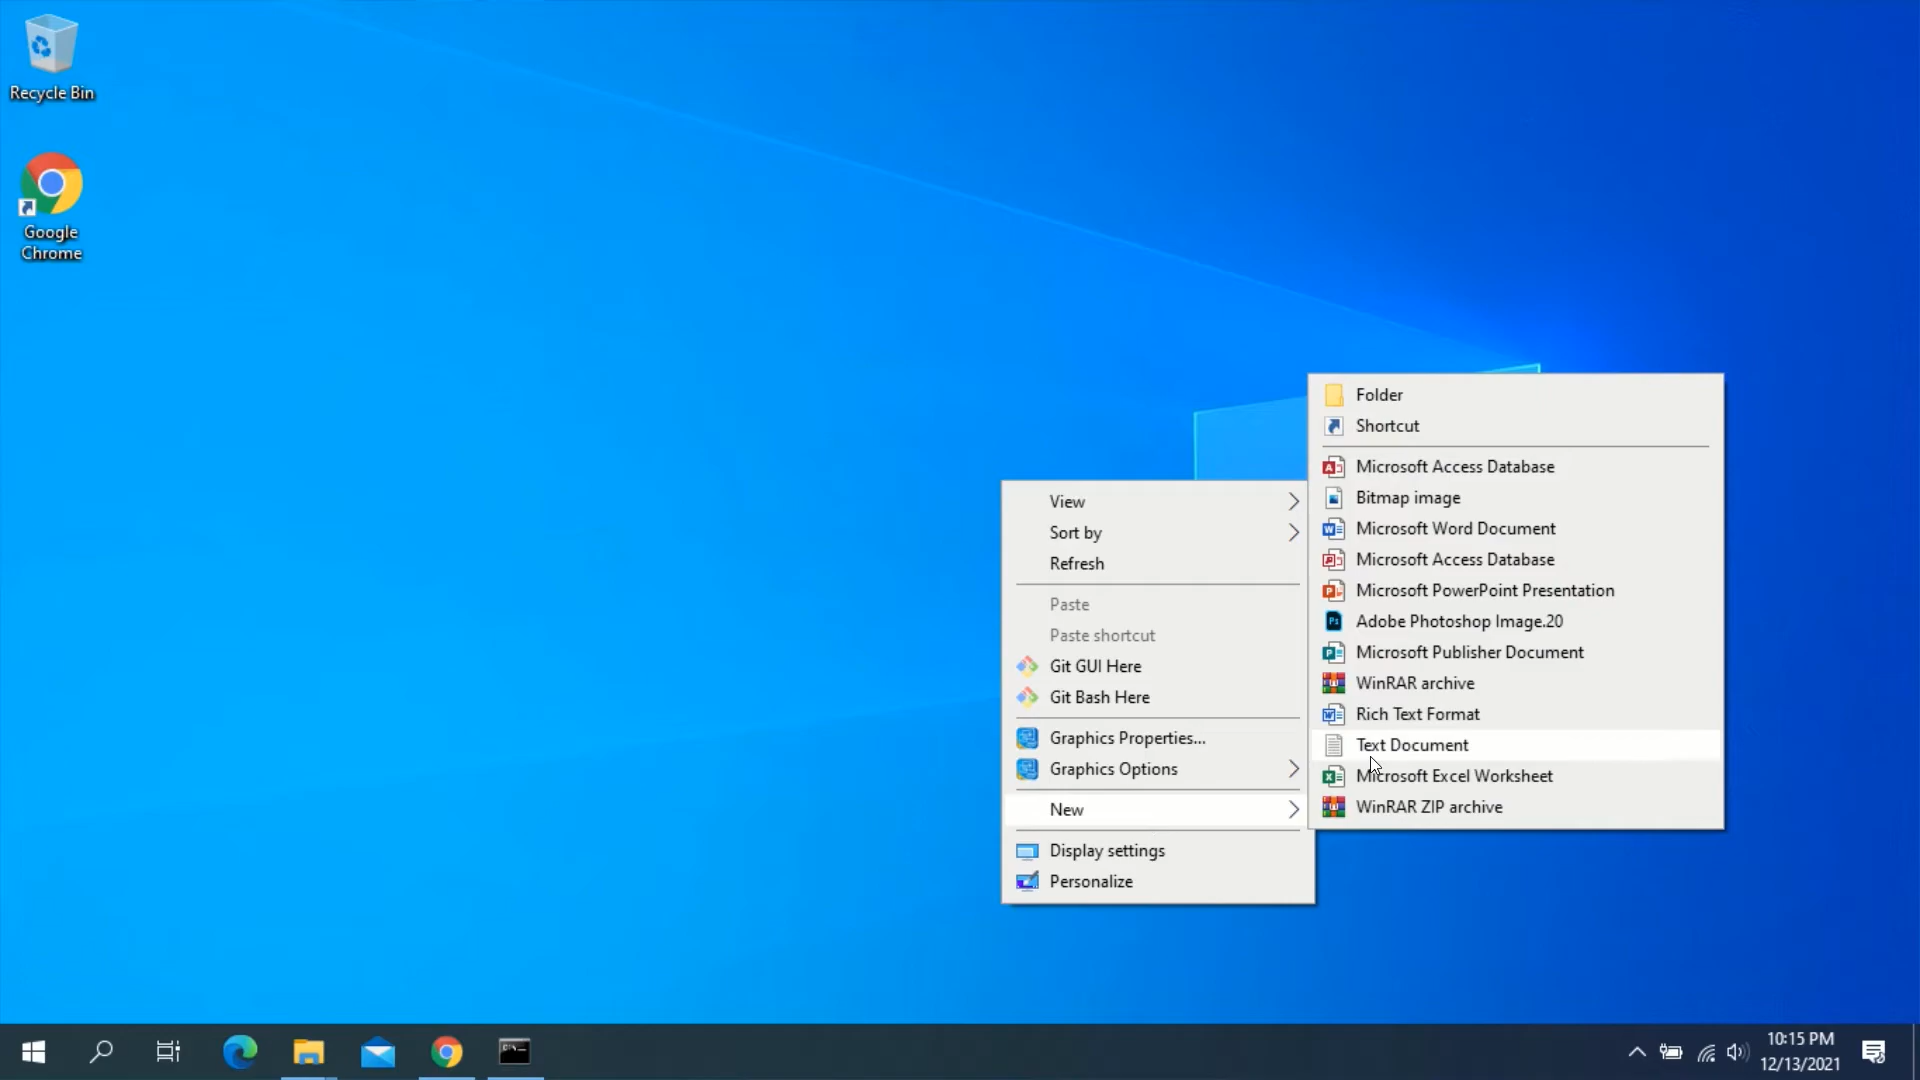 Recycle Bin
Google
Chrome
View
Sort by
Refresh
Paste
Paste shortcut
Git GUI Here
Git Bash Here
Graphics Properties...
Graphics Options
New
Display settings
Personalize
Folder
Shortcut
Microsoft Access Database
Bitmap image
Microsoft Word Document
Microsoft Access Database
Microsoft PowerPoint Presentation
Adobe Photoshop Image.20
Microsoft Publisher Document
WinRAR archive
Rich Text Format
Text Document
Microsoft Excel Worksheet
WinRAR ZIP archive
10:15 PM
12/13/2021